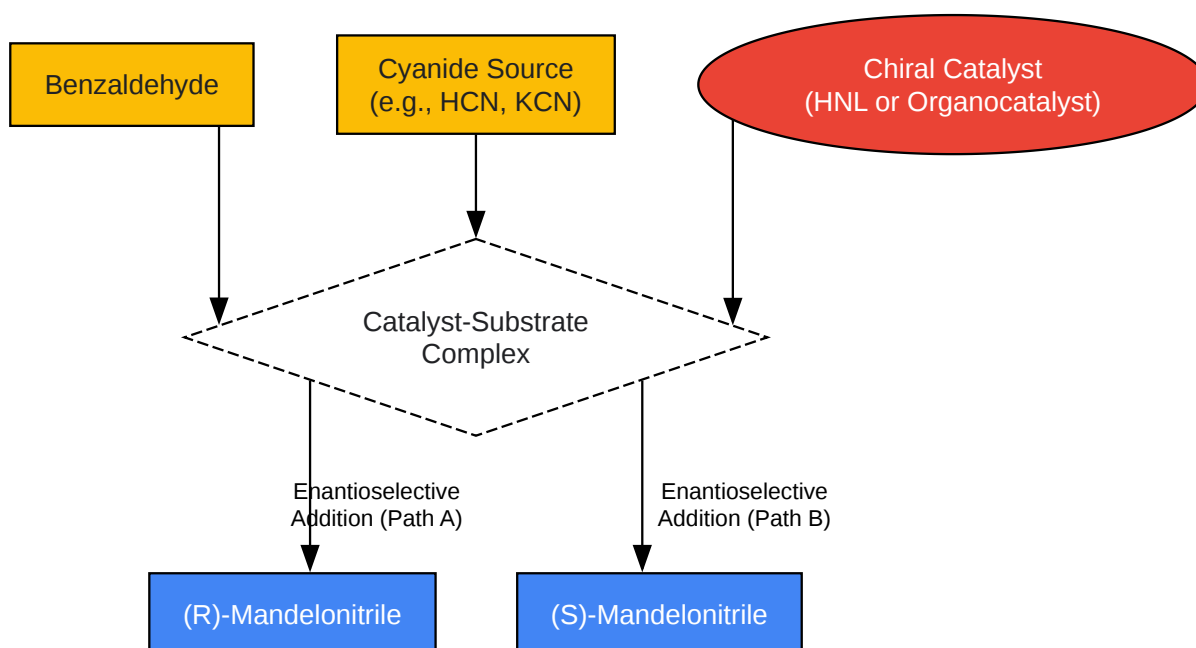 Benzaldehyde
Cyanide Source
(e.g., HCN, KCN)
Chiral Catalyst
(HNL or Organocatalyst)
Catalyst-Substrate
Complex
Enantioselective
Addition (Path A)
Enantioselective
Addition (Path B)
(R)-Mandelonitrile
(S)-Mandelonitrile